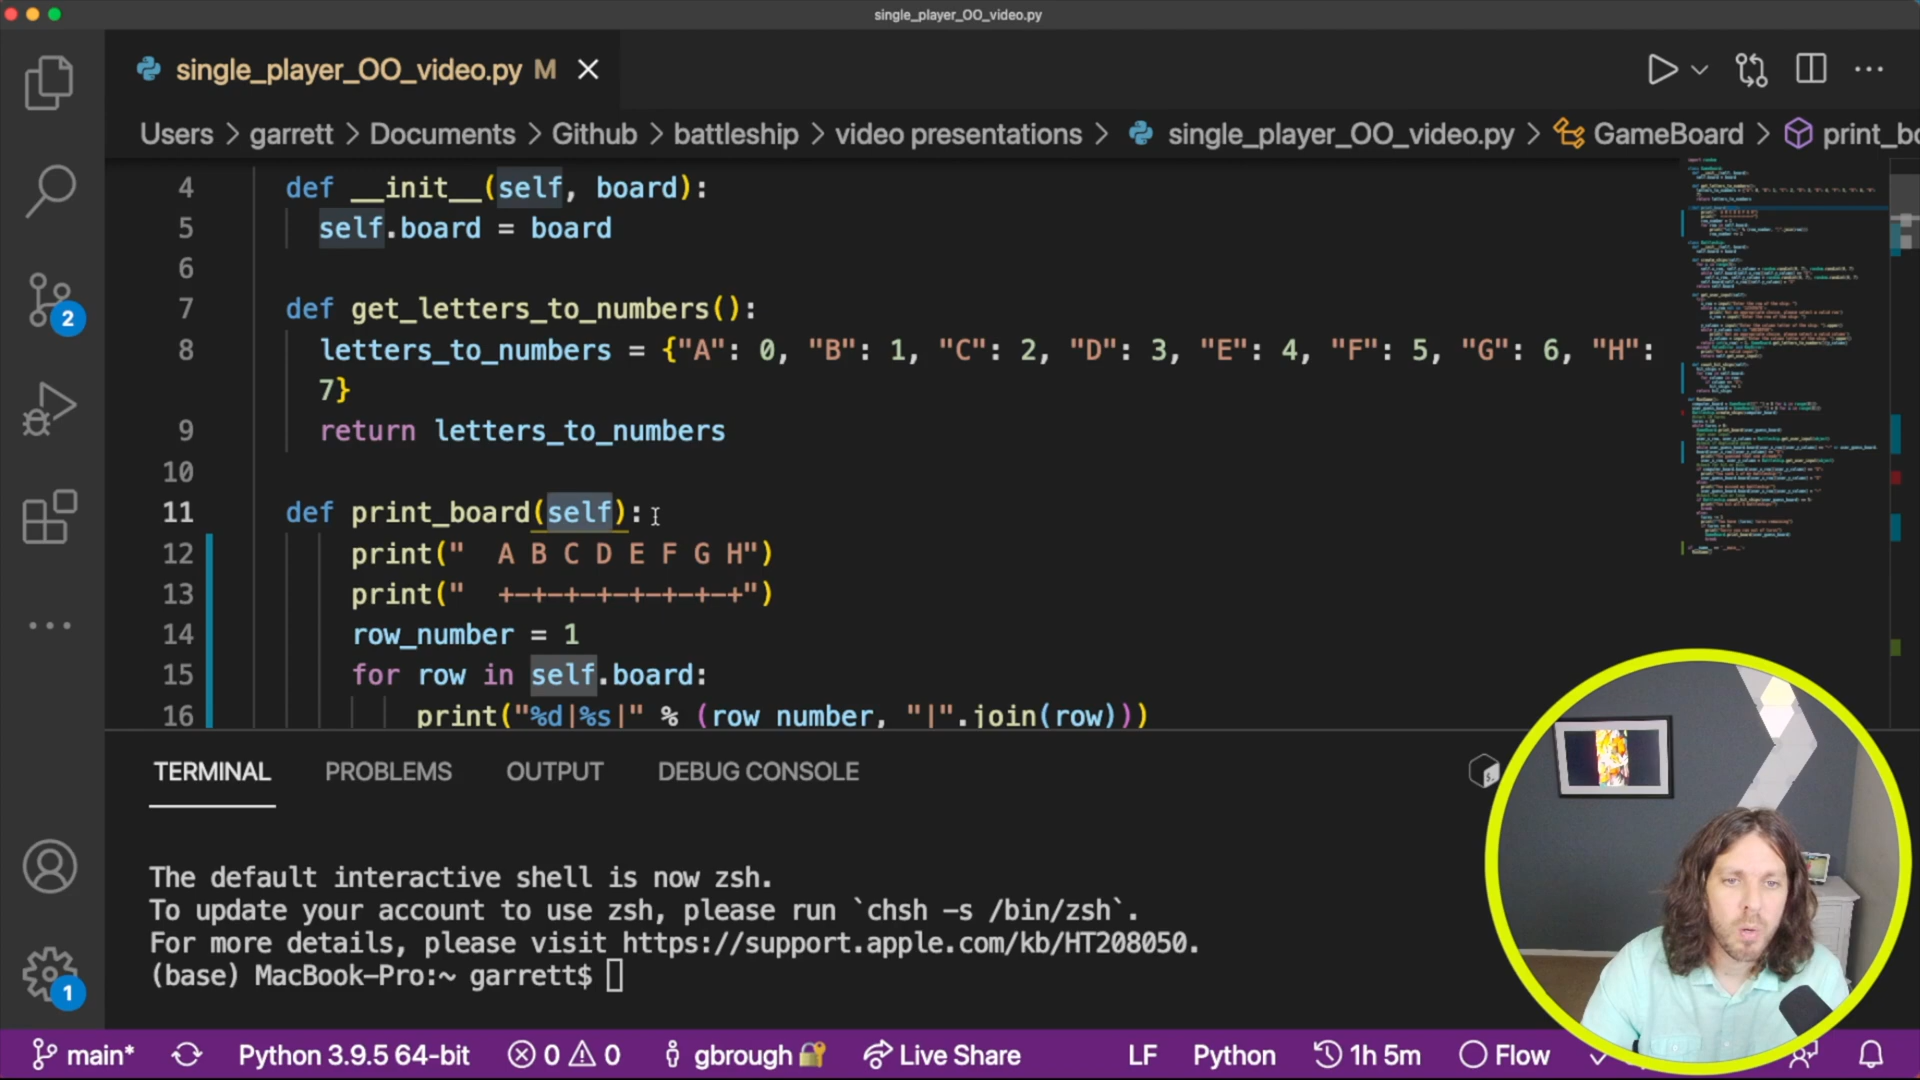 single_player_OO_video.py
single_player_OO_video.py M
Users > garrett > Documents > Github > battleship > video presentations > single_player_OO_video.py > GameBoard > print_bo
4 def __init__(self, board):
5 self.board = board
6
7 def get_letters_to_numbers():
8 letters_to_numbers = {"A": 0, "B": 1, "C": 2, "D": 3, "E": 4, "F": 5, "G": 6, "H":
7}
9 return letters_to_numbers
10
11 def print_board(self):
12 print("  A B C D E F G H")
13 print("  +-+-+-+-+-+-+-+")
14 row_number = 1
15 for row in self.board:
16 print("%d|%s|" % (row_number, "|".join(row)))
2
TERMINAL PROBLEMS OUTPUT DEBUG CONSOLE
The default interactive shell is now zsh.
To update your account to use zsh, please run `chsh -s /bin/zsh`.
For more details, please visit https://support.apple.com/kb/HT208050.
(base) MacBook-Pro:~ garrett$
1
main* Python 3.9.5 64-bit 0 0 gbrough Live Share LF Python 1h 5m Flow